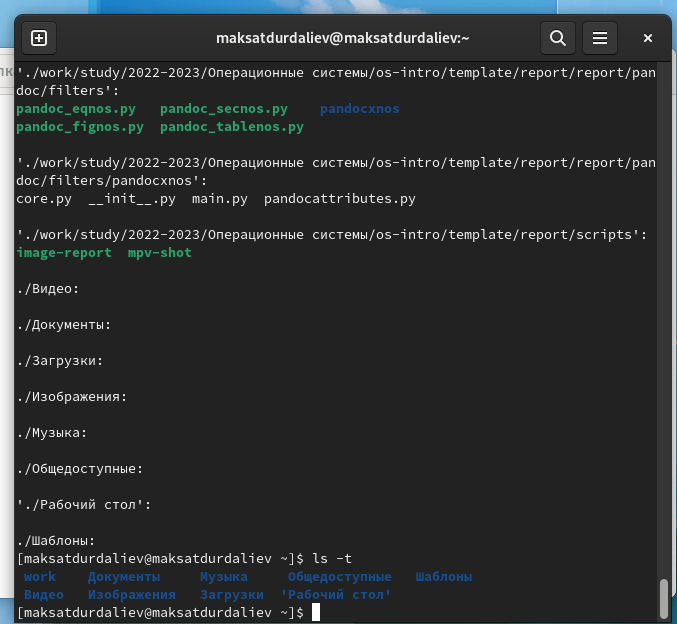 maksatdurdaliev@maksatdurdaliev:~
'./work/study/2022-2023/Операционные системы/os-intro/template/report/report/pan
doc/filters':
pandoc_eqnos.py   pandoc_secnos.py    pandocxnos
pandoc_fignos.py  pandoc_tablenos.py
'./work/study/2022-2023/Операционные системы/os-intro/template/report/report/pan
doc/filters/pandocxnos':
core.py  __init__.py  main.py  pandocattributes.py
'./work/study/2022-2023/Операционные системы/os-intro/template/report/scripts':
image-report  mpv-shot
./Видео:
./Документы:
./Загрузки:
./Изображения:
./Музыка:
./Общедоступные:
'./Рабочий стол':
./Шаблоны:
[maksatdurdaliev@maksatdurdaliev ~]$ ls -t
work    Документы     Музыка     Общедоступные   Шаблоны
Видео   Изображения   Загрузки  'Рабочий стол'
[maksatdurdaliev@maksatdurdaliev ~]$